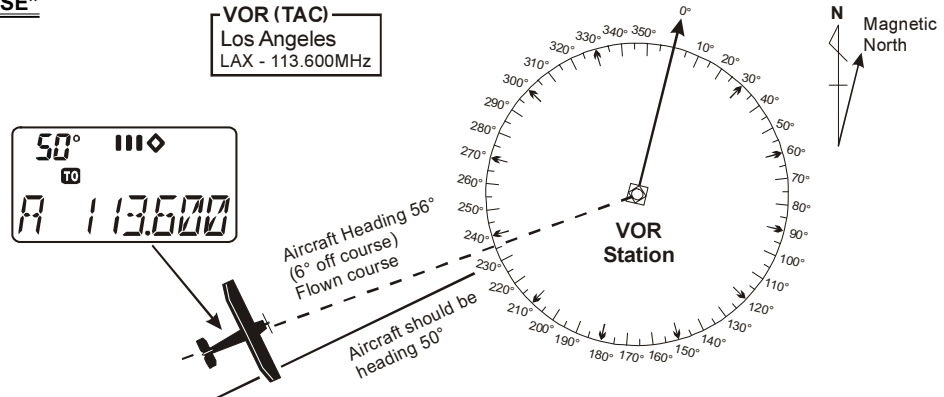 SE"
VOR (TAC)
Los Angeles
LAX - 113.600MHz
N
Magnetic
North
50°
TO
A 113.600
Aircraft Heading 56°
(6° off course)
Flown course
Aircraft should be
heading 50°
VOR
Station
0°
10°
20°
30°
40°
50°
60°
70°
80°
90°
100°
110°
120°
130°
140°
150°
160°
170°
180°
190°
200°
210°
220°
230°
240°
250°
260°
270°
280°
290°
300°
310°
320°
330°
340°
350°